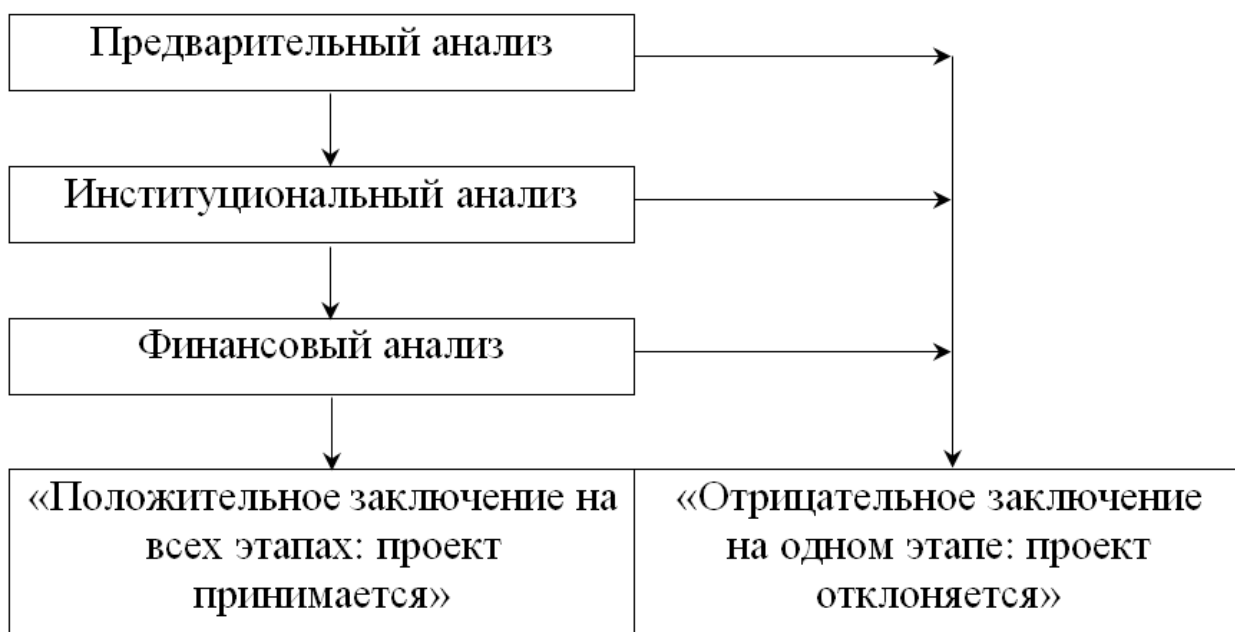 Предварительный анализ
Институциональный анализ
Финансовый анализ
«Положительное заключение на
всех этапах: проект
принимается»
«Отрицательное заключение
на одном этапе: проект
отклоняется»